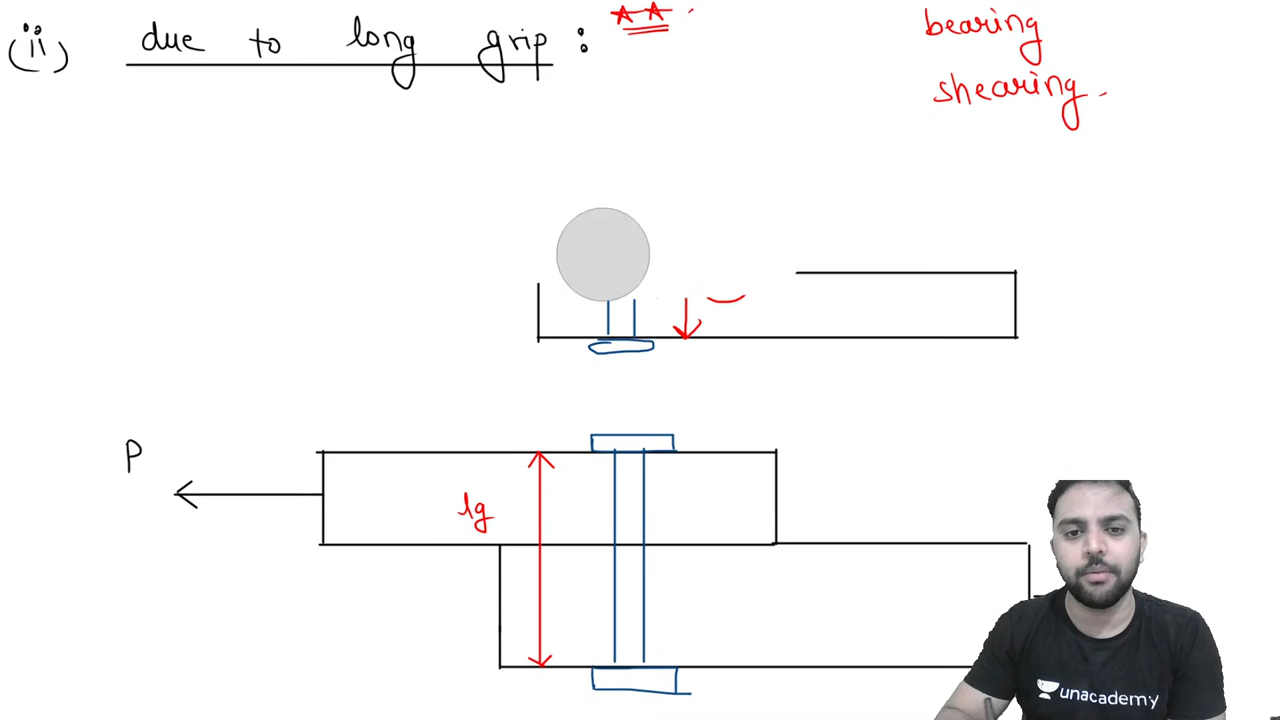 (ii) due to long grip :
bearing
shearing.
P
lg
unacademy